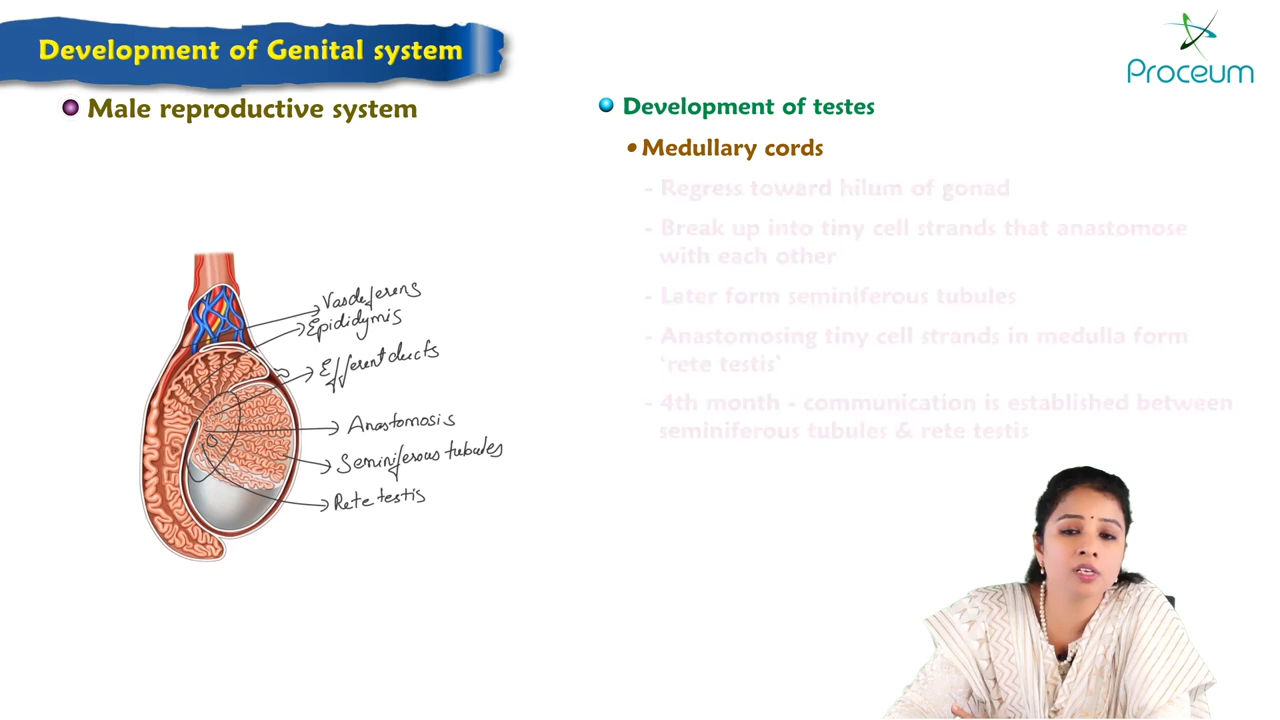 Development of Genital system
Proceum
Male reproductive system
Development of testes
• Medullary cords
- Regress toward hilum of gonad
- Break up into tiny cell strands that anastomose
with each other
- Later form seminiferous tubules
- Anastomosing tiny cell strands in medulla form
‘rete testis‘
- 4th month - communication is established between
seminiferous tubules & rete testis
Vasdeferens
Epididymis
Efferent ducts
Anastomosis
Seminiferous tubules
Rete testis